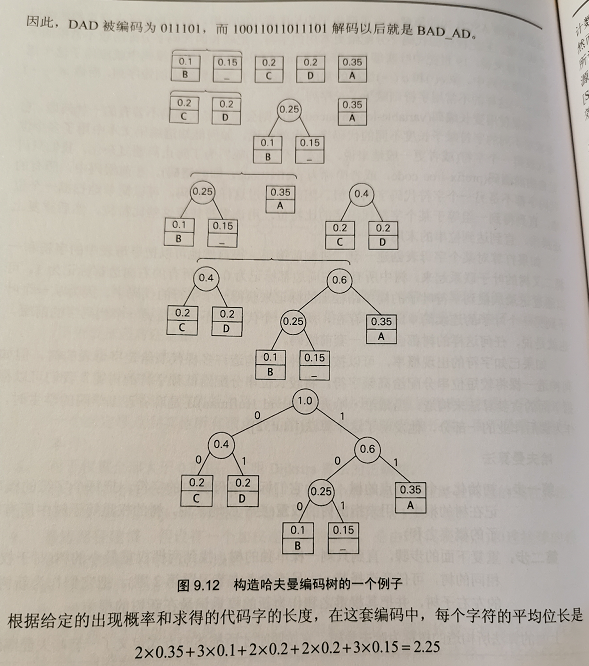 因此，DAD 被编码为 011101，而 10011011011101 解码以后就是 BAD_AD。
0.1 0.15 0.2 0.2 0.35
B _ C D A
0.2 0.2 0.25 0.35
C D A
0.1 0.15
B _
0.25 0.35 0.4
A
0.1 0.15 0.2 0.2
B _ C D
0.4 0.6
0.2 0.2 0.25 0.35
C D A
0.1 0.15
B _
1.0
0 1
0.4 0.6
0 1 0 1
0.2 0.2 0.25 0.35
C D A
0 1
0.1 0.15
B _
图 9.12 构造哈夫曼编码树的一个例子
根据给定的出现概率和求得的代码字的长度，在这套编码中，每个字符的平均位长是
2×0.35+3×0.1+2×0.2+2×0.2+3×0.15=2.25
计数